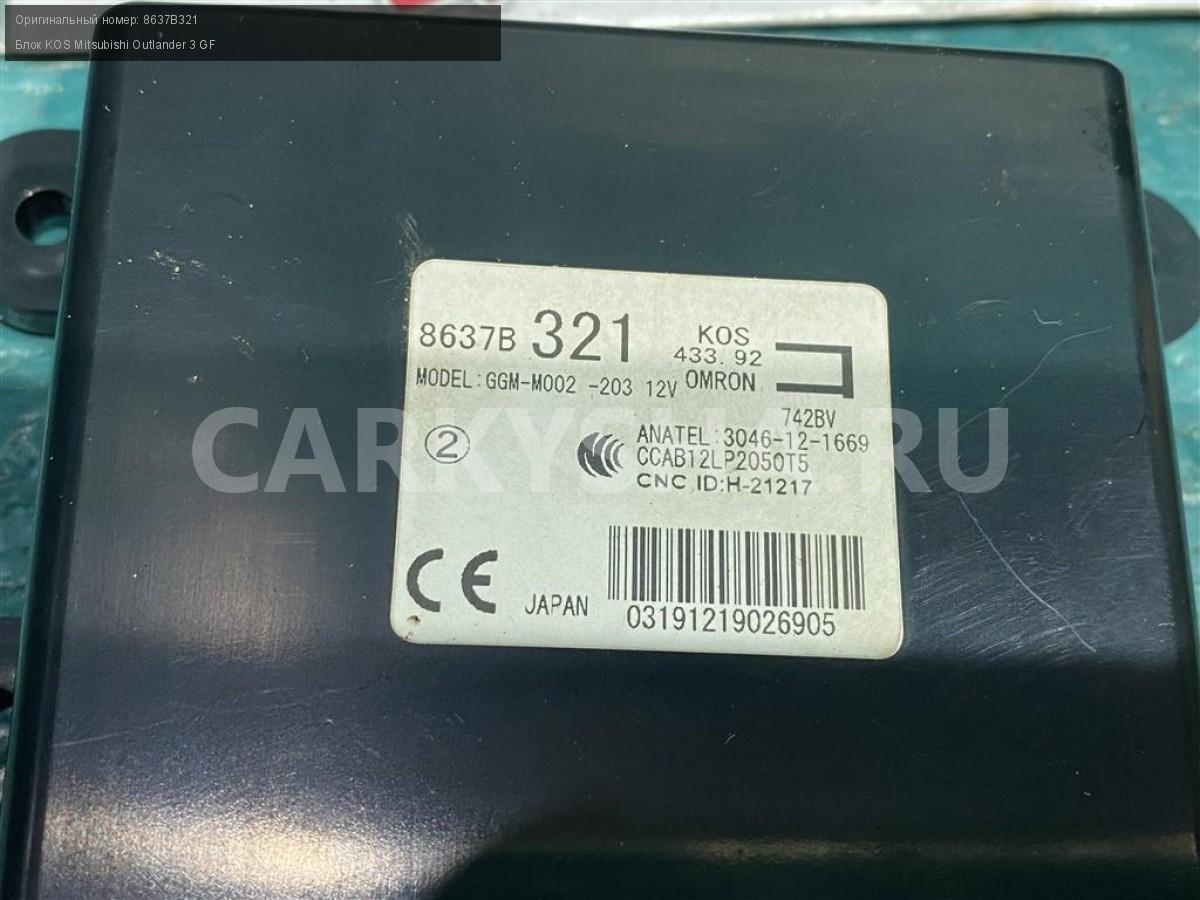 Оригинальный номер: 8637B321
Блок KOS Mitsubishi Outlander 3 GF
8637B 321 KOS
433.92
MODEL:GGM-M002 -203 12V OMRON
742BV
ANATEL:3046-12-1669
2 CCAB12LP2050T5
CNC ID:H-21217
CARKYSH4.RU
CE JAPAN
03191219026905